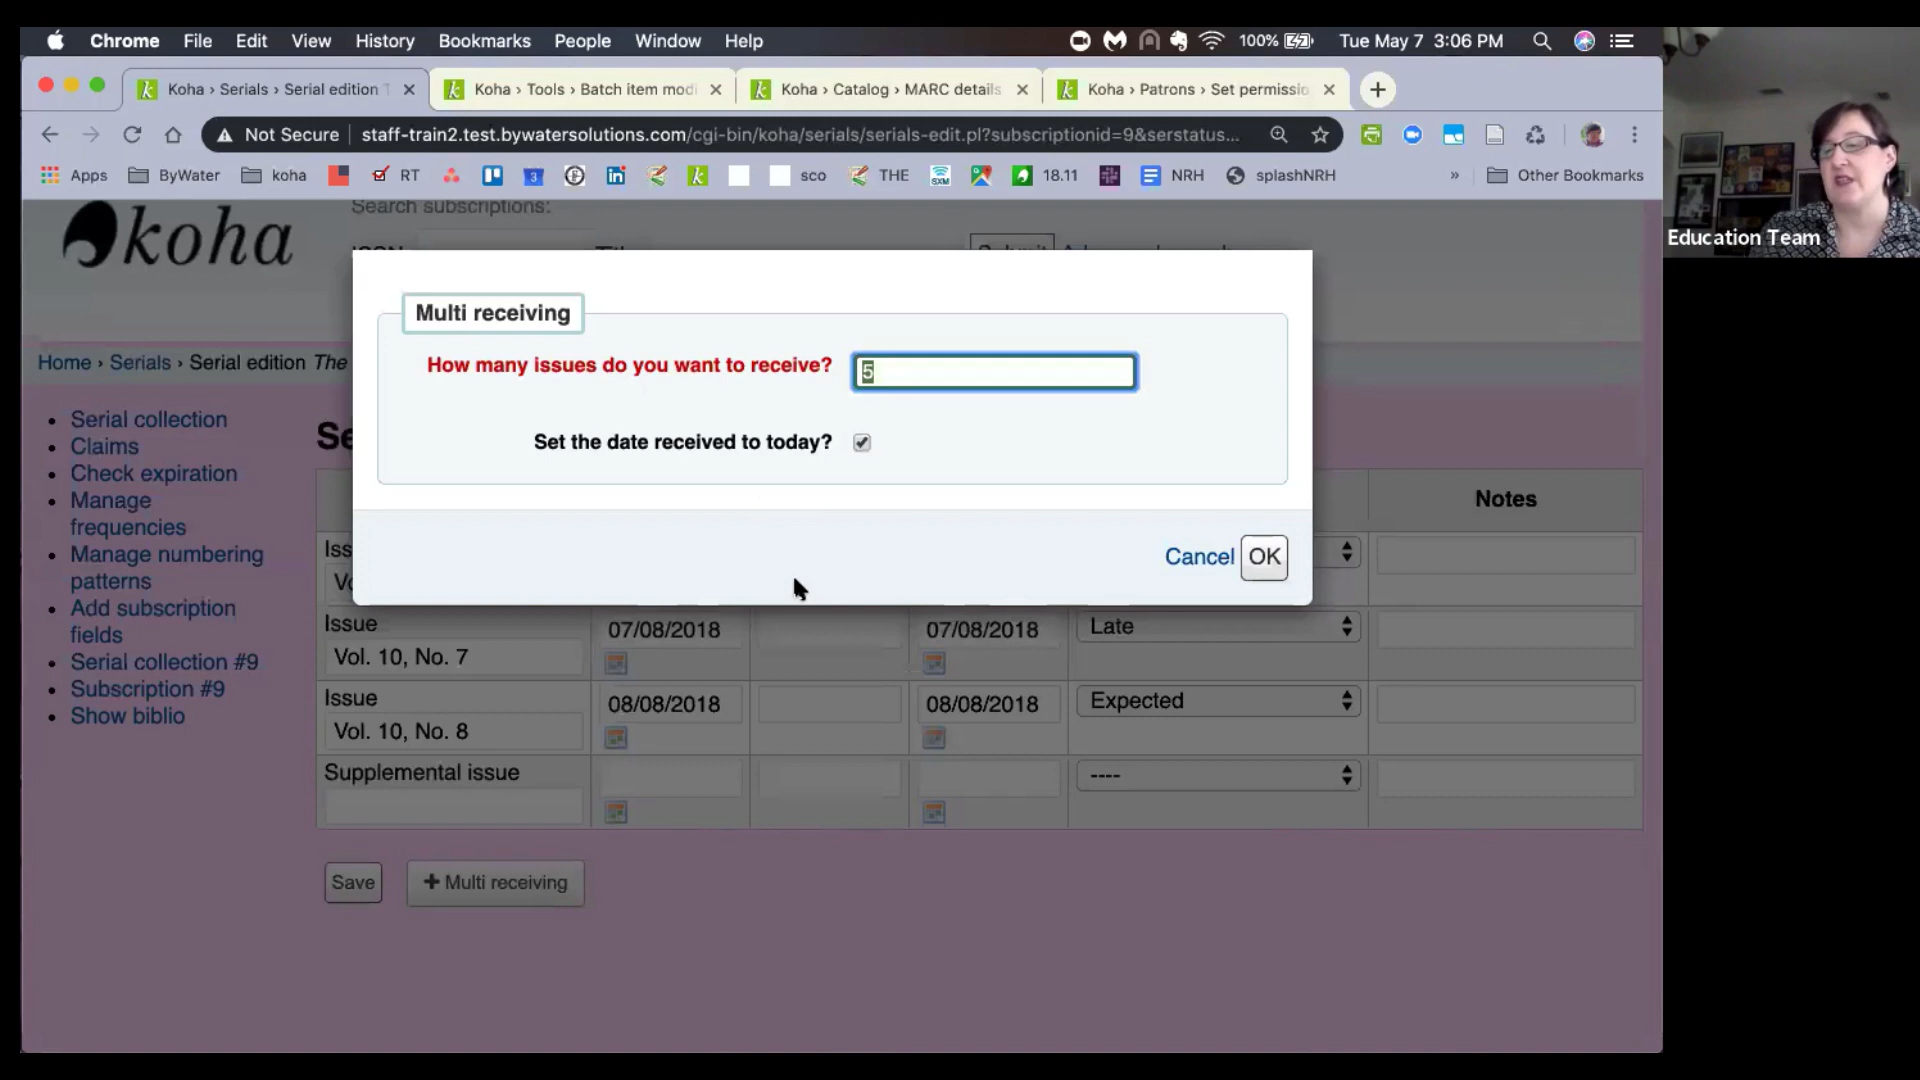 Chrome File Edit View History Bookmarks People Window Help 100% Tue May 7 3:06 PM
Koha › Serials › Serial edition T Koha › Tools › Batch item modi Koha › Catalog › MARC details Koha › Patrons › Set permissio
Not Secure staff-train2.test.bywatersolutions.com/cgi-bin/koha/serials/serials-edit.pl?subscriptionid=9&serstatus...
Apps ByWater koha RT 3 sco THE 18.11 NRH splashNRH » Other Bookmarks
Education Team
koha
Search subscriptions:
Multi receiving
How many issues do you want to receive? 5
Set the date received to today?
Cancel OK
Home › Serials › Serial edition The
Serial collection
Claims
Check expiration
Manage
frequencies
Manage numbering
patterns
Add subscription
fields
Serial collection #9
Subscription #9
Show biblio
Se
Notes
Iss
Vo
Issue 07/08/2018 07/08/2018 Late
Vol. 10, No. 7
Issue 08/08/2018 08/08/2018 Expected
Vol. 10, No. 8
Supplemental issue ----
Save + Multi receiving